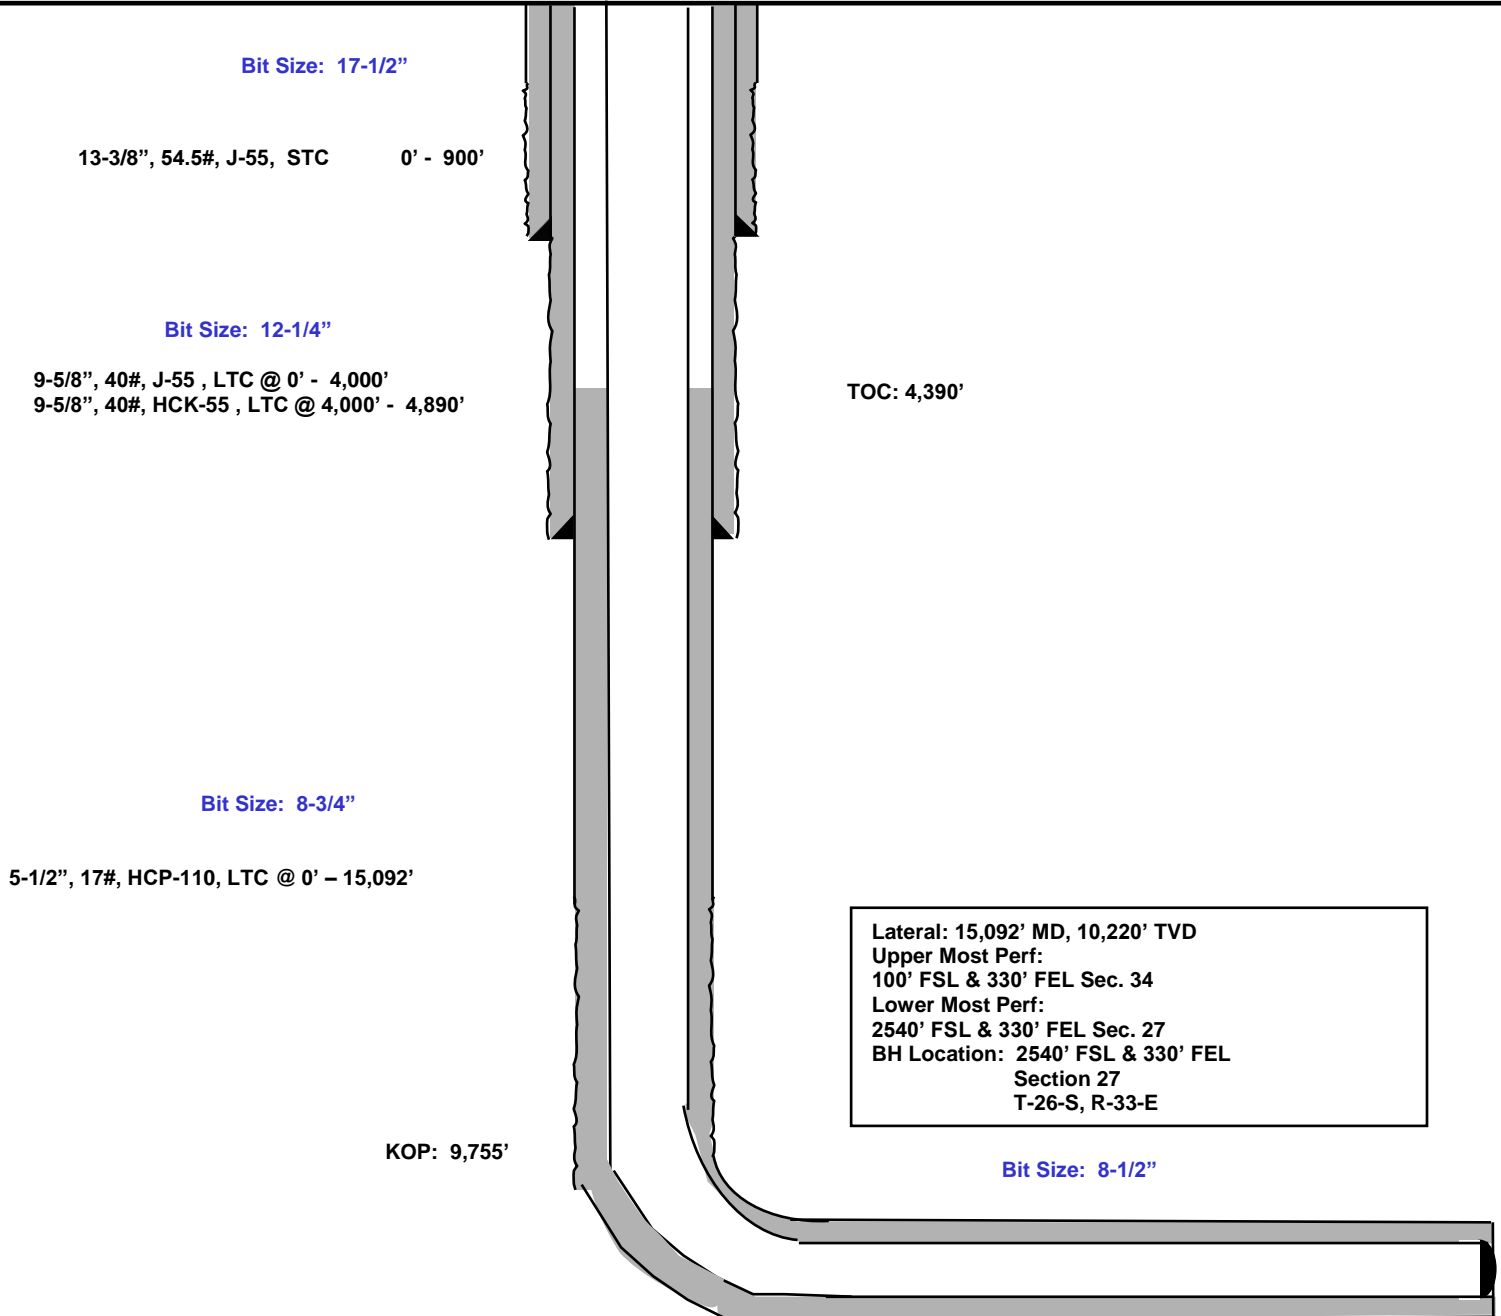 Bit Size: 17-1/2”
13-3/8”, 54.5#, J-55, STC 0’ - 900’
Bit Size: 12-1/4”
9-5/8”, 40#, J-55 , LTC @ 0’ - 4,000’
9-5/8”, 40#, HCK-55 , LTC @ 4,000’ - 4,890’
TOC: 4,390’
Bit Size: 8-3/4”
5-1/2”, 17#, HCP-110, LTC @ 0’ – 15,092’
Lateral: 15,092’ MD, 10,220’ TVD
Upper Most Perf:
100’ FSL & 330’ FEL Sec. 34
Lower Most Perf:
2540’ FSL & 330’ FEL Sec. 27
BH Location: 2540’ FSL & 330’ FEL
Section 27
T-26-S, R-33-E
KOP: 9,755’
Bit Size: 8-1/2”